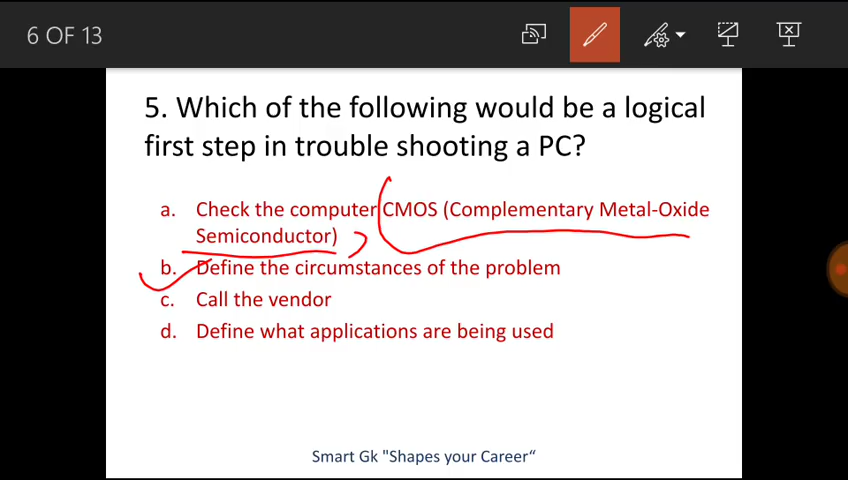 6 OF 13
5. Which of the following would be a logical
first step in trouble shooting a PC?
a. Check the computer CMOS (Complementary Metal-Oxide
Semiconductor)
b. Define the circumstances of the problem
c. Call the vendor
d. Define what applications are being used
Smart Gk "Shapes your Career“